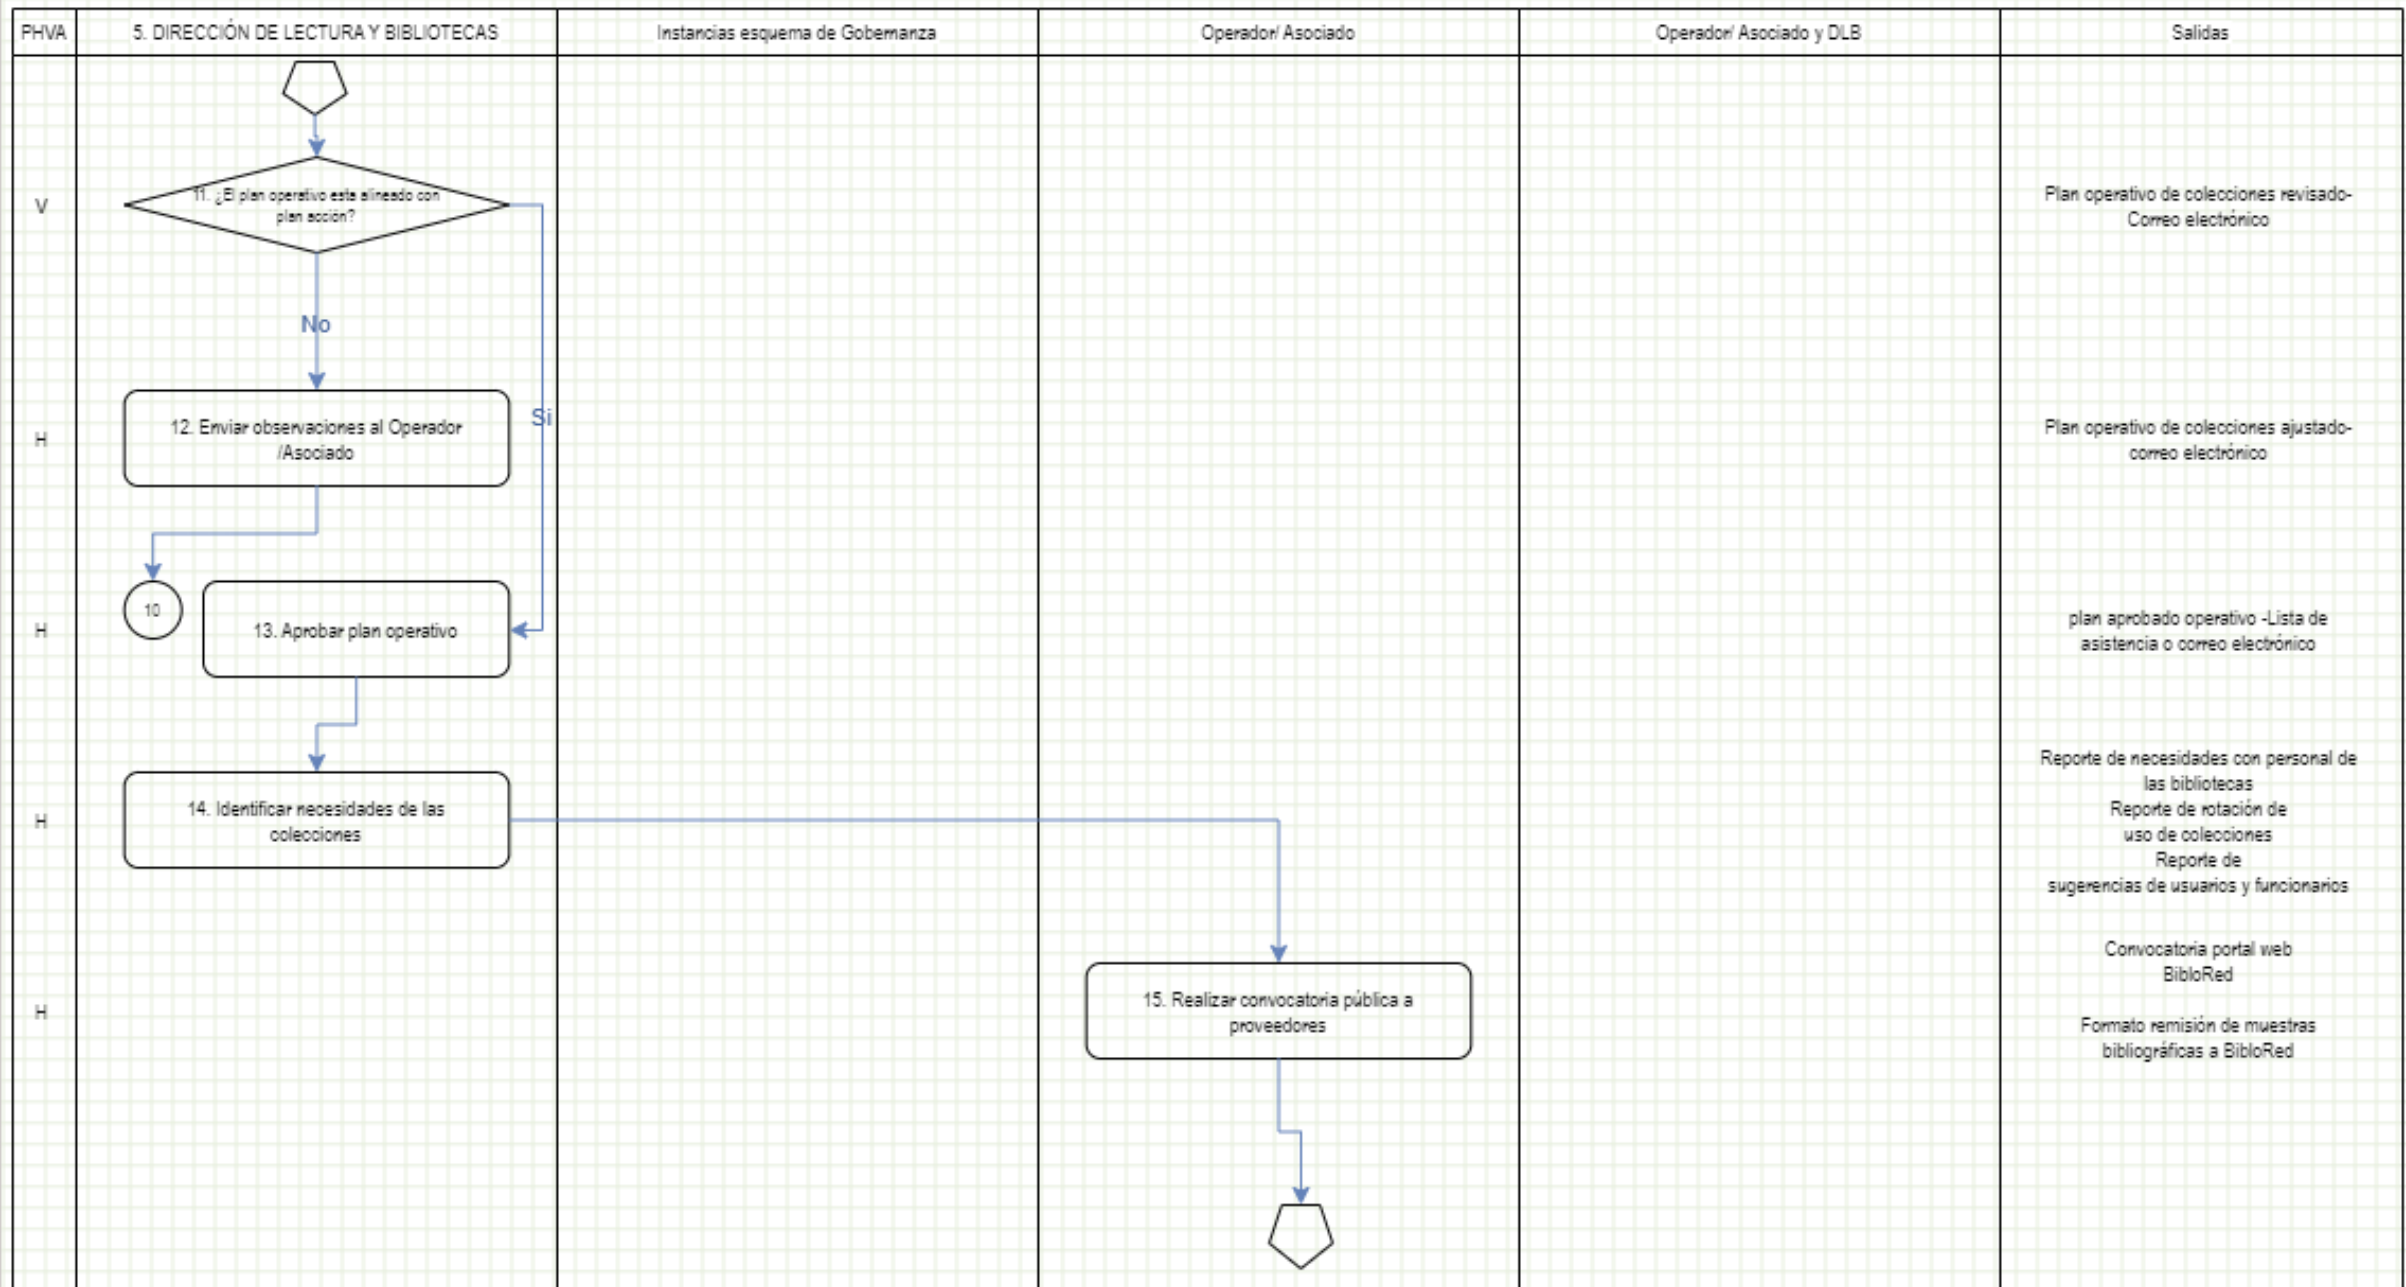 PHVA
5. DIRECCIÓN DE LECTURA Y BIBLIOTECAS
Instancias esquema de Gobernanza
Operador/ Asociado
Operador/ Asociado y DLB
Salidas
V
11. ¿El plan operativo esta alineado con
plan acción?
Plan operativo de colecciones revisado-
Correo electrónico
No
Si
H
12. Enviar observaciones al Operador
/Asociado
Plan operativo de colecciones ajustado-
correo electrónico
H
10
13. Aprobar plan operativo
plan aprobado operativo -Lista de
asistencia o correo electrónico
H
14. Identificar necesidades de las
colecciones
Reporte de necesidades con personal de
las bibliotecas
Reporte de rotación de
uso de colecciones
Reporte de
sugerencias de usuarios y funcionarios
H
15. Realizar convocatoria pública a
proveedores
Convocatoria portal web
BibloRed
Formato remisión de muestras
bibliográficas a BibloRed